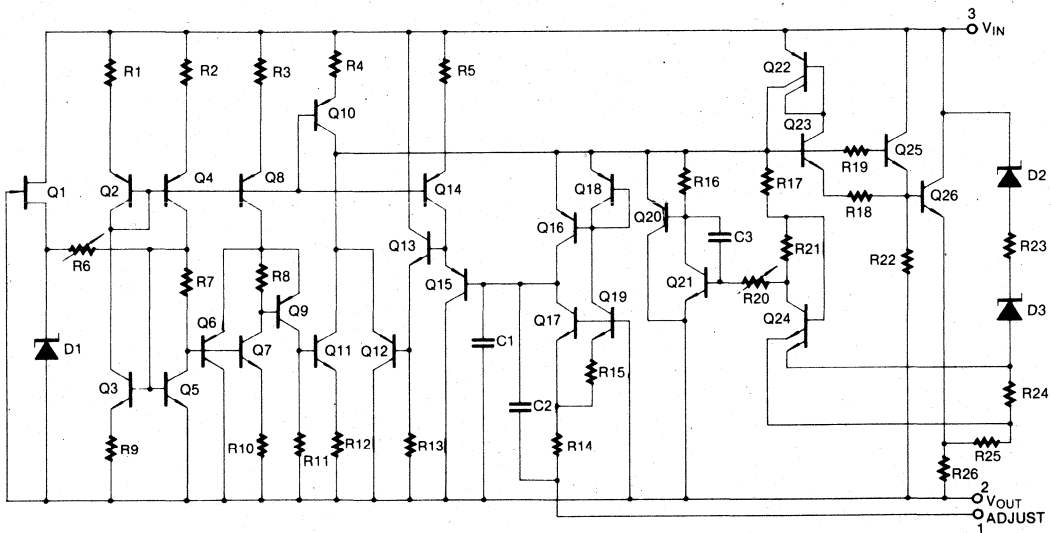 3
V_IN
R1
R2
R3
R4
R5
Q22
Q10
Q23
Q25
R19
D2
Q1
Q2
Q4
Q8
Q14
Q18
R16
R17
Q26
R18
Q16
Q20
Q13
C3
R21
R23
R6
R7
R8
Q15
Q21
R20
R22
Q9
Q19
D3
Q6
Q17
Q24
D1
Q7
Q11
Q12
C1
R15
Q3
Q5
C2
R24
R9
R10
R11
R12
R13
R14
R25
R26
2
V_OUT
ADJUST
1